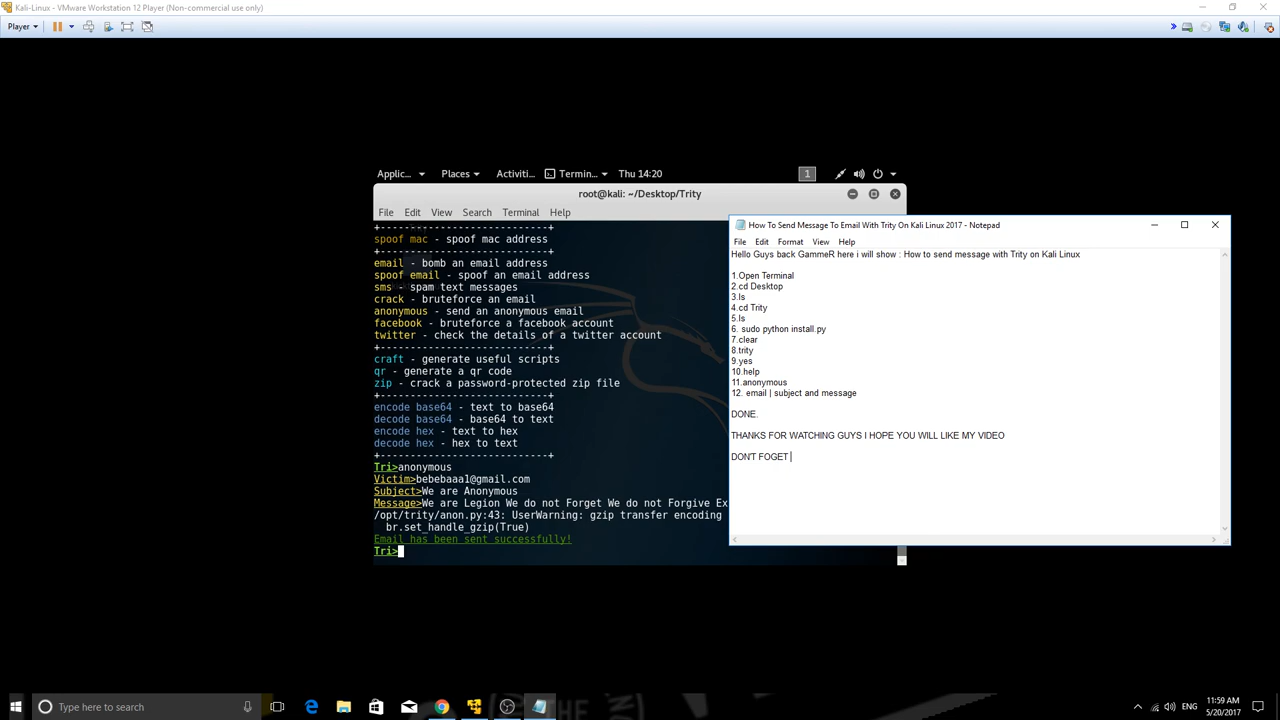 Kali-Linux - VMware Workstation 12 Player (Non-commercial use only)
Player
Applic...
Places
Activiti...
Termin...
Thu 14:20
1
root@kali: ~/Desktop/Trity
File Edit View Search Terminal Help
+---------------------------+
spoof mac - spoof mac address
+---------------------------+
email - bomb an email address
spoof email - spoof an email address
sms - spam text messages
crack - bruteforce an email
anonymous - send an anonymous email
facebook - bruteforce a facebook account
twitter - check the details of a twitter account
+---------------------------+
craft - generate useful scripts
qr - generate a qr code
zip - crack a password-protected zip file
+---------------------------+
encode base64 - text to base64
decode base64 - base64 to text
encode hex - text to hex
decode hex - hex to text
+---------------------------+
Tri>anonymous
Victim>bebebaaa1@gmail.com
Subject>We are Anonymous
Message>We are Legion We do not Forget We do not Forgive Ex
/opt/trity/anon.py:43: UserWarning: gzip transfer encoding
br.set_handle_gzip(True)
Email has been sent successfully!
Tri>
How To Send Message To Email With Trity On Kali Linux 2017 - Notepad
File Edit Format View Help
Hello Guys back GammeR here i will show : How to send message with Trity on Kali Linux
1.Open Terminal
2.cd Desktop
3.ls
4.cd Trity
5.ls
6. sudo python install.py
7.clear
8.trity
9.yes
10.help
11.anonymous
12. email | subject and message
DONE.
THANKS FOR WATCHING GUYS I HOPE YOU WILL LIKE MY VIDEO
DON'T FOGET
Type here to search
ENG
11:59 AM
5/20/2017